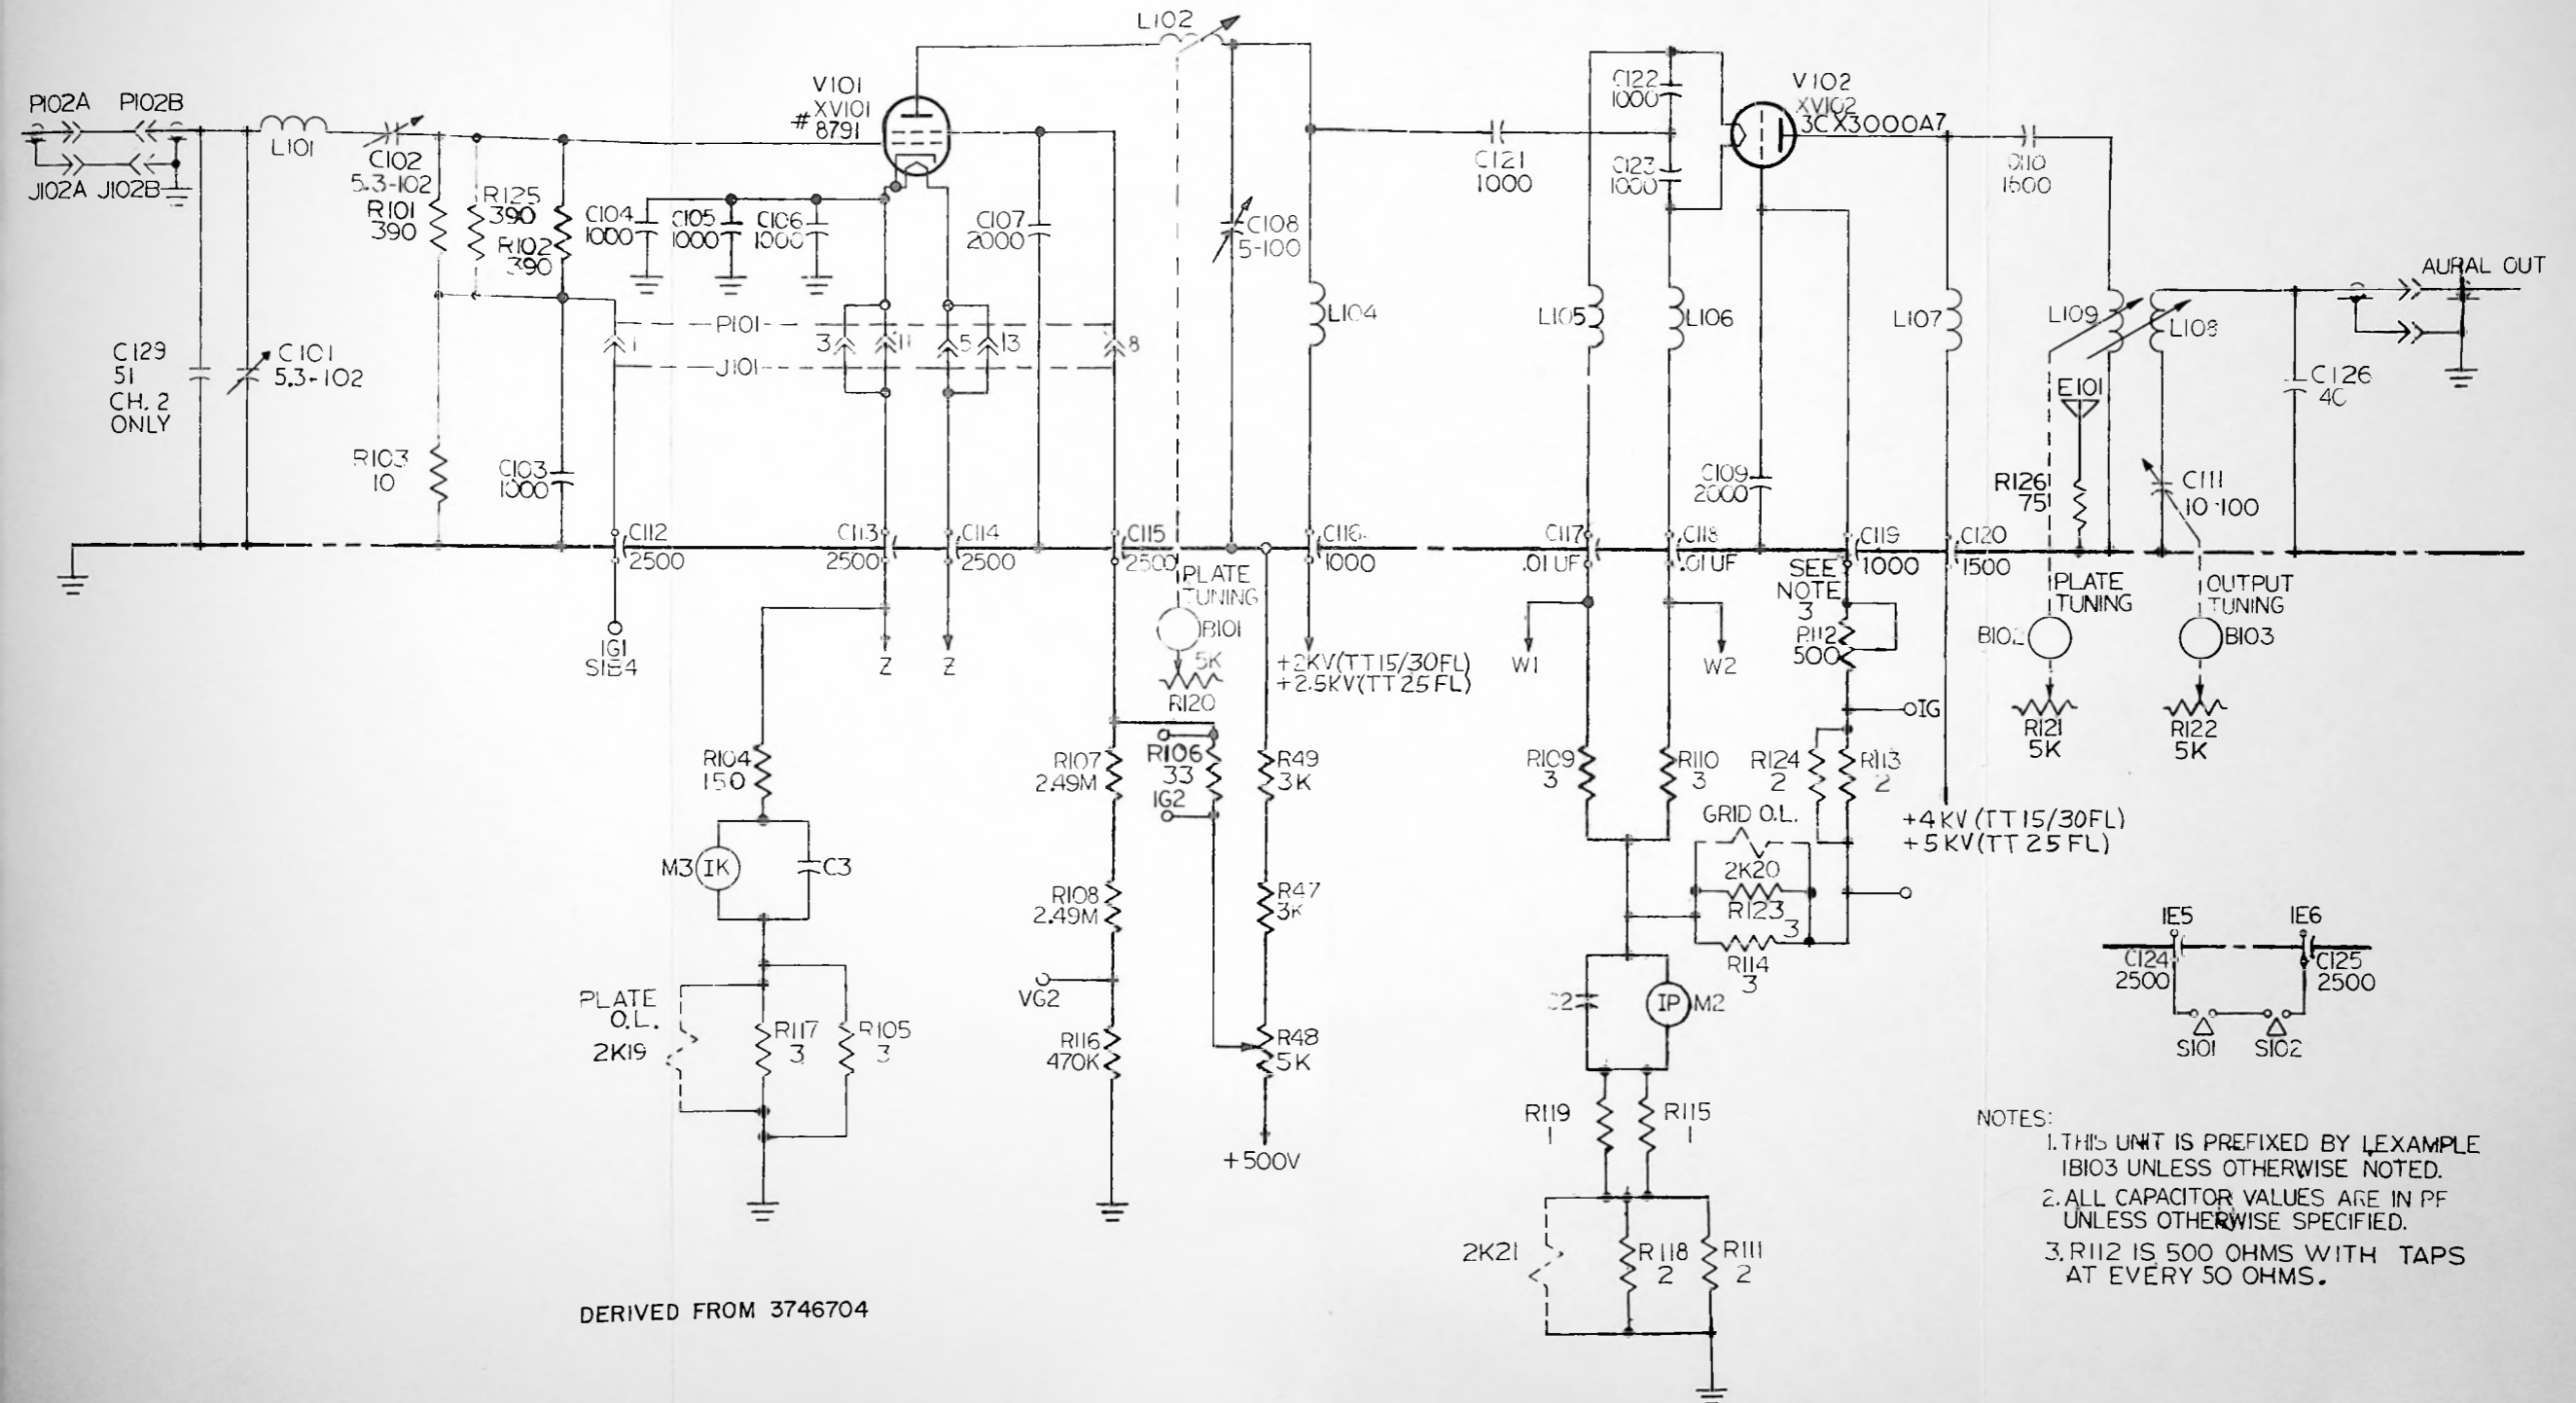 L102
P102A P102B
J102A J102B
L101
C102
5.3-102
R101
390
R125
390
R102
390
V101
XV101
# 8791
C104
1000
C105
1000
C106
1000
C107
2000
C108
5-100
C129
51
CH. 2
ONLY
C101
5.3-102
R103
10
C103
1000
P101
J101
1
3
11
5
13
8
L104
C121
1000
C122
1000
C123
1000
V102
XV102
3CX3000A7
C110
1500
L105
L106
L107
L109
L108
AURAL OUT
C126
E101
R126
75
C111
10-100
C109
2000
C112
2500
C113
2500
C114
2500
C115
2500
C116
1000
C117
.01 UF
C118
.01 UF
C119
1000
C120
1500
SEE
NOTE
3
R112
500
IG1
S1B4
Z
Z
PLATE
TUNING
B101
5K
R120
+2KV(TT15/30FL)
+2.5KV(TT25FL)
W1
W2
IG
PLATE
TUNING
B102
R121
5K
OUTPUT
TUNING
B103
R122
5K
R104
150
M3
IK
C3
PLATE
O.L.
2K19
R117
3
R105
3
R107
2.49M
R108
2.49M
VG2
R116
470K
R106
33
IG2
R49
3K
R47
3K
R48
5K
+500V
R109
3
R110
3
R124
2
R113
2
GRID O.L.
2K20
R123
3
R114
3
+4KV(TT15/30FL)
+5KV(TT25FL)
C2
IP
M2
R119
1
R115
1
2K21
R118
2
R111
2
IE5
IE6
C124
2500
C125
2500
S101
S102
NOTES:
1. THIS UNIT IS PREFIXED BY 1.EXAMPLE
1B103 UNLESS OTHERWISE NOTED.
2. ALL CAPACITOR VALUES ARE IN PF
UNLESS OTHERWISE SPECIFIED.
3. R112 IS 500 OHMS WITH TAPS
AT EVERY 50 OHMS.
DERIVED FROM 3746704